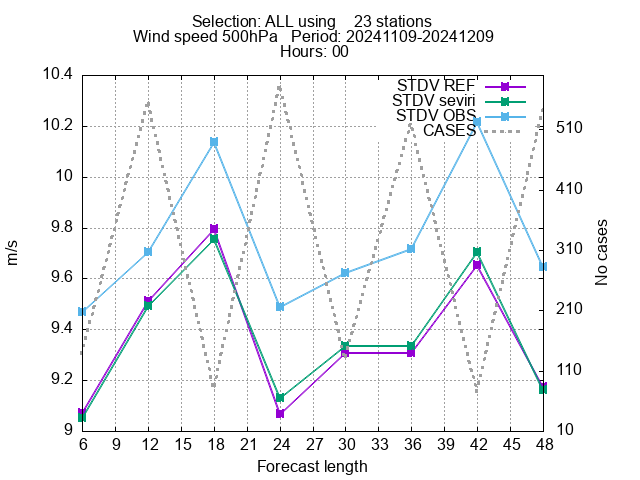 Selection: ALL using    23 stations
Wind speed 500hPa   Period: 20241109-20241209
Hours: 00
STDV REF
STDV seviri
STDV OBS
CASES
10.4
10.2
10
9.8
9.6
9.4
9.2
9
m/s
510
410
310
210
110
10
No cases
6 9 12 15 18 21 24 27 30 33 36 39 42 45 48
Forecast length